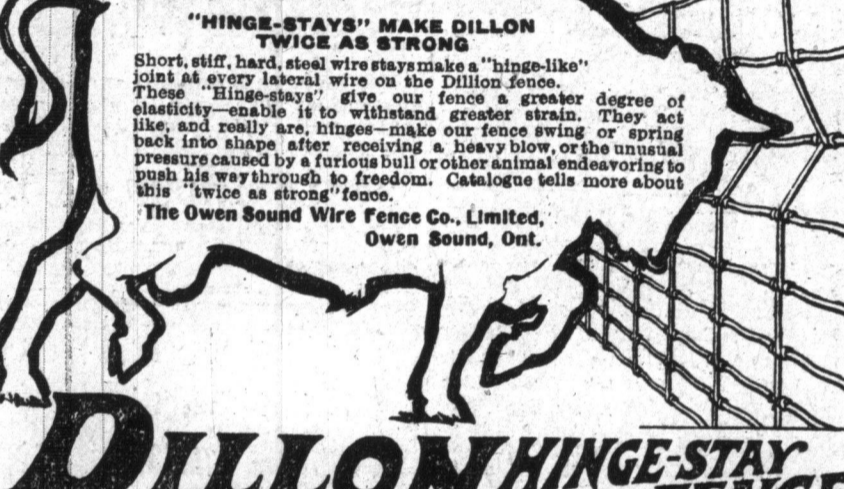 "HINGE-STAYS" MAKE DILLON
TWICE AS STRONG
Short, stiff, hard, steel wire stays make a "hinge-like"
joint at every lateral wire on the Dillion fence.
These "Hinge-stays" give our fence a greater degree of
elasticity—enable it to withstand greater strain. They act
like, and really are, hinges—make our fence swing or spring
back into shape after receiving a heavy blow, or the unusual
pressure caused by a furious bull or other animal endeavoring to
push his way through to freedom. Catalogue tells more about
this "twice as strong" fence.
The Owen Sound Wire Fence Co., Limited,
Owen Sound, Ont.
DILLON HINGE-STAY
FENCE